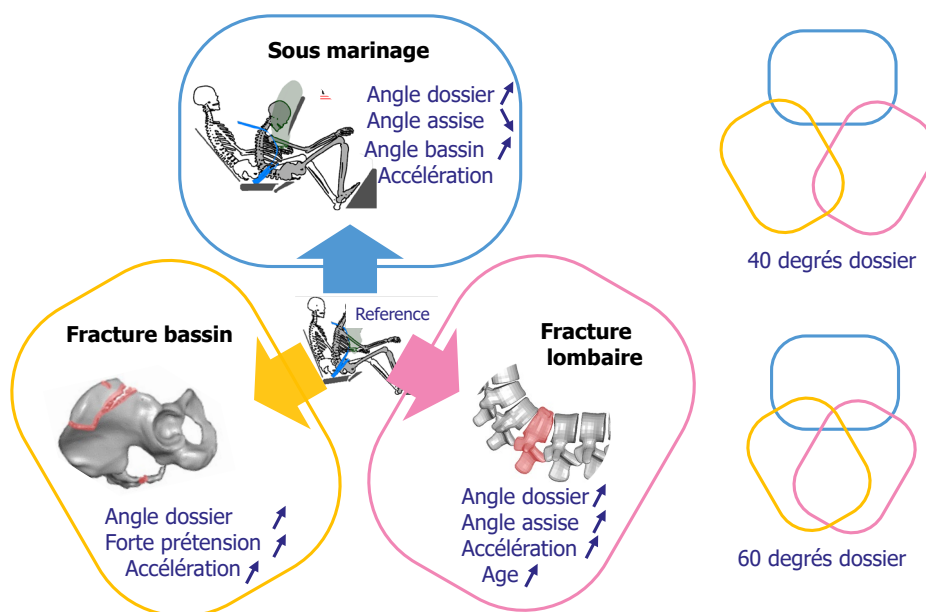 Sous marinage
Angle dossier
Angle assise
Angle bassin
Accélération
Reference
Fracture bassin
Angle dossier
Forte prétension
Accélération
Fracture
lombaire
Angle dossier
Angle assise
Accélération
Age
40 degrés dossier
60 degrés dossier